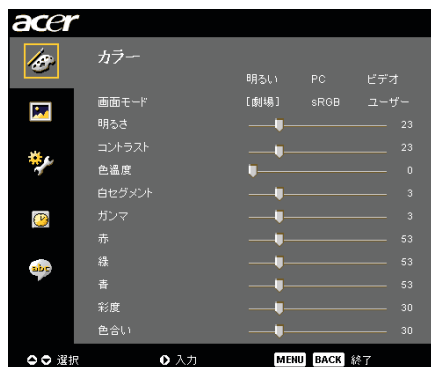 acer
カラー
明るい PC ビデオ
画面モード [劇場] sRGB ユーザー
明るさ 23
コントラスト 23
色温度 0
白セグメント 3
ガンマ 3
赤 53
緑 53
青 53
彩度 30
色合い 30
abc
選択 入力 MENU BACK 終了